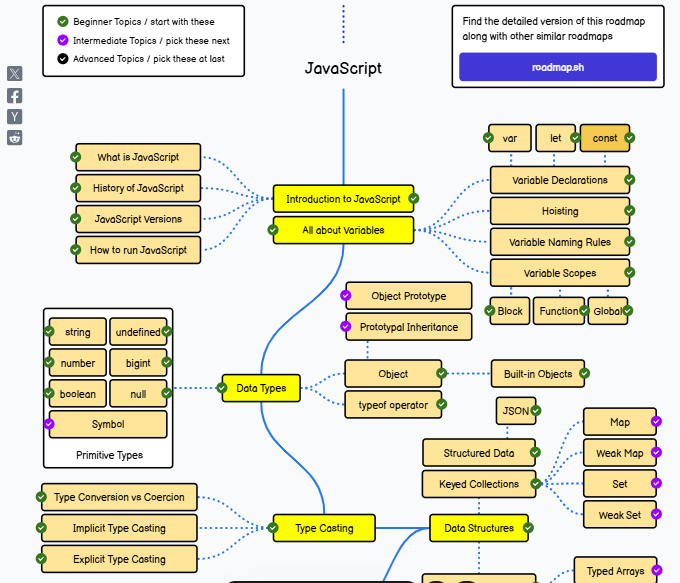 Beginner Topics / start with these
Intermediate Topics / pick these next
Advanced Topics / pick these at last
Find the detailed version of this roadmap
along with other similar roadmaps
roadmap.sh
JavaScript
What is JavaScript
History of JavaScript
JavaScript Versions
How to run JavaScript
Introduction to JavaScript
All about Variables
var
let
const
Variable Declarations
Hoisting
Variable Naming Rules
Variable Scopes
Block
Function
Global
Object Prototype
Prototypal Inheritance
string
undefined
number
bigint
boolean
null
Symbol
Primitive Types
Data Types
Object
typeof operator
Built-in Objects
JSON
Structured Data
Keyed Collections
Map
Weak Map
Set
Weak Set
Type Conversion vs Coercion
Implicit Type Casting
Explicit Type Casting
Type Casting
Data Structures
Typed Arrays